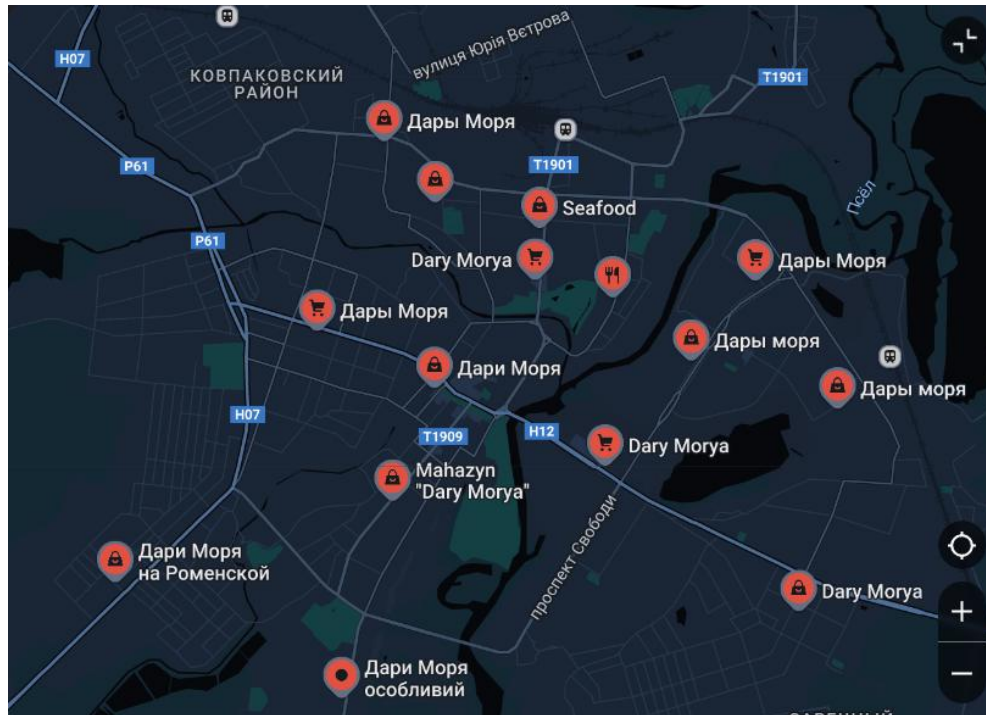 вулиця Юрія Вєтрова
H07
T1901
КОВПАКОВСКИЙ
РАЙОН
Дары Моря
P61
T1901
Псёл
Seafood
P61
Dary Morya
Дары Моря
Дары Моря
Дары моря
Дари Моря
Дары моря
H07
T1909
H12
Dary Morya
Mahazyn
"Dary Morya"
проспект Свободи
Дари Моря
на Роменской
Dary Morya
Дари Моря
особливий